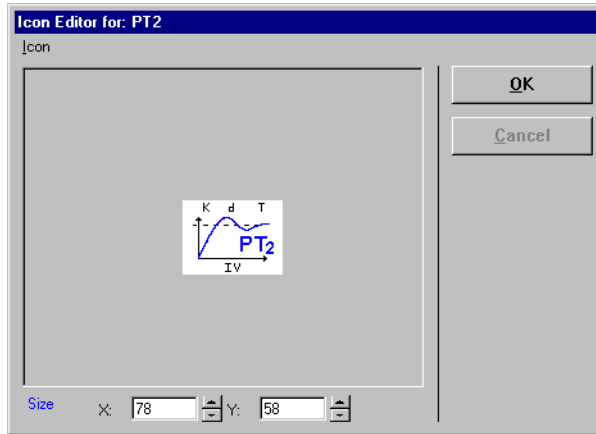 Icon Editor for: PT2
Icon
OK
Cancel
K d T
PT2
IV
Size X: 78 Y: 58